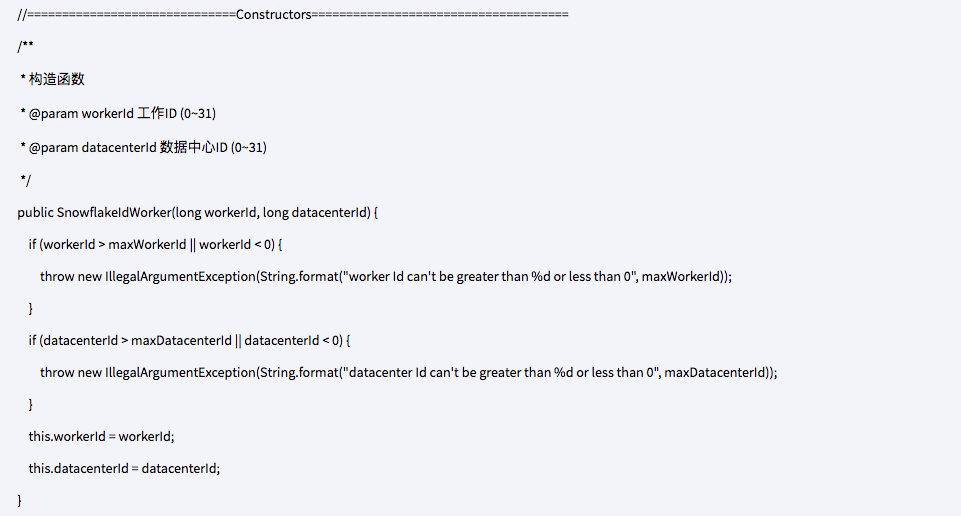 //==============================Constructors=====================================
/**
 * 构造函数
 * @param workerId 工作ID (0~31)
 * @param datacenterId 数据中心ID (0~31)
 */
public SnowflakeIdWorker(long workerId, long datacenterId) {
    if (workerId > maxWorkerId || workerId < 0) {
        throw new IllegalArgumentException(String.format("worker Id can't be greater than %d or less than 0", maxWorkerId));
    }
    if (datacenterId > maxDatacenterId || datacenterId < 0) {
        throw new IllegalArgumentException(String.format("datacenter Id can't be greater than %d or less than 0", maxDatacenterId));
    }
    this.workerId = workerId;
    this.datacenterId = datacenterId;
}